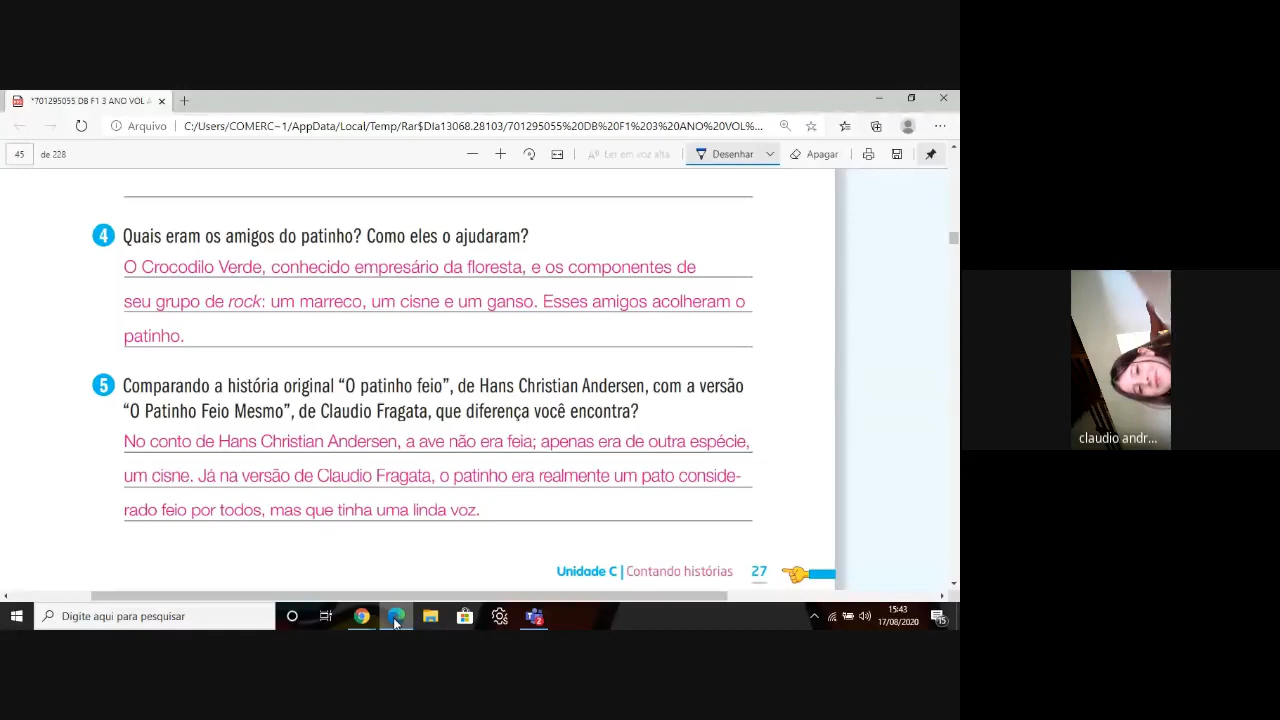 *701295055 DB F1 3 ANO VOL
Arquivo
C:/Users/COMERC~1/AppData/Local/Temp/Rar$DIa13068.28103/701295055%20DB%20F1%203%20ANO%20VOL%...
45
de 228
Ler em voz alta
Desenhar
Apagar
4 Quais eram os amigos do patinho? Como eles o ajudaram?
O Crocodilo Verde, conhecido empresário da floresta, e os componentes de
seu grupo de rock: um marreco, um cisne e um ganso. Esses amigos acolheram o
patinho.
5 Comparando a história original “O patinho feio”, de Hans Christian Andersen, com a versão
“O Patinho Feio Mesmo”, de Claudio Fragata, que diferença você encontra?
No conto de Hans Christian Andersen, a ave não era feia; apenas era de outra espécie,
um cisne. Já na versão de Claudio Fragata, o patinho era realmente um pato conside-
rado feio por todos, mas que tinha uma linda voz.
Unidade C | Contando histórias 27
claudio andr...
Digite aqui para pesquisar
15:43
17/08/2020
15